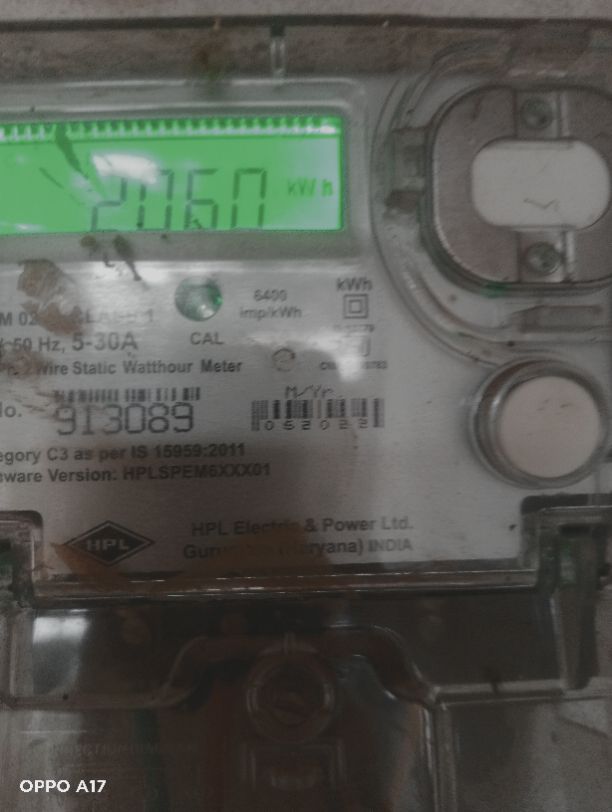 2060 kWh
kWh
6400
imp/kWh
50 Hz, 5-30A
CAL
Wire Static Watthour Meter
M/Yr.
913089
052022
egory C3 as per IS 15959:2011
ware Version: HPLSPEM6XXX01
HPL
HPL Electric & Power Ltd.
(Haryana) INDIA
OPPO A17